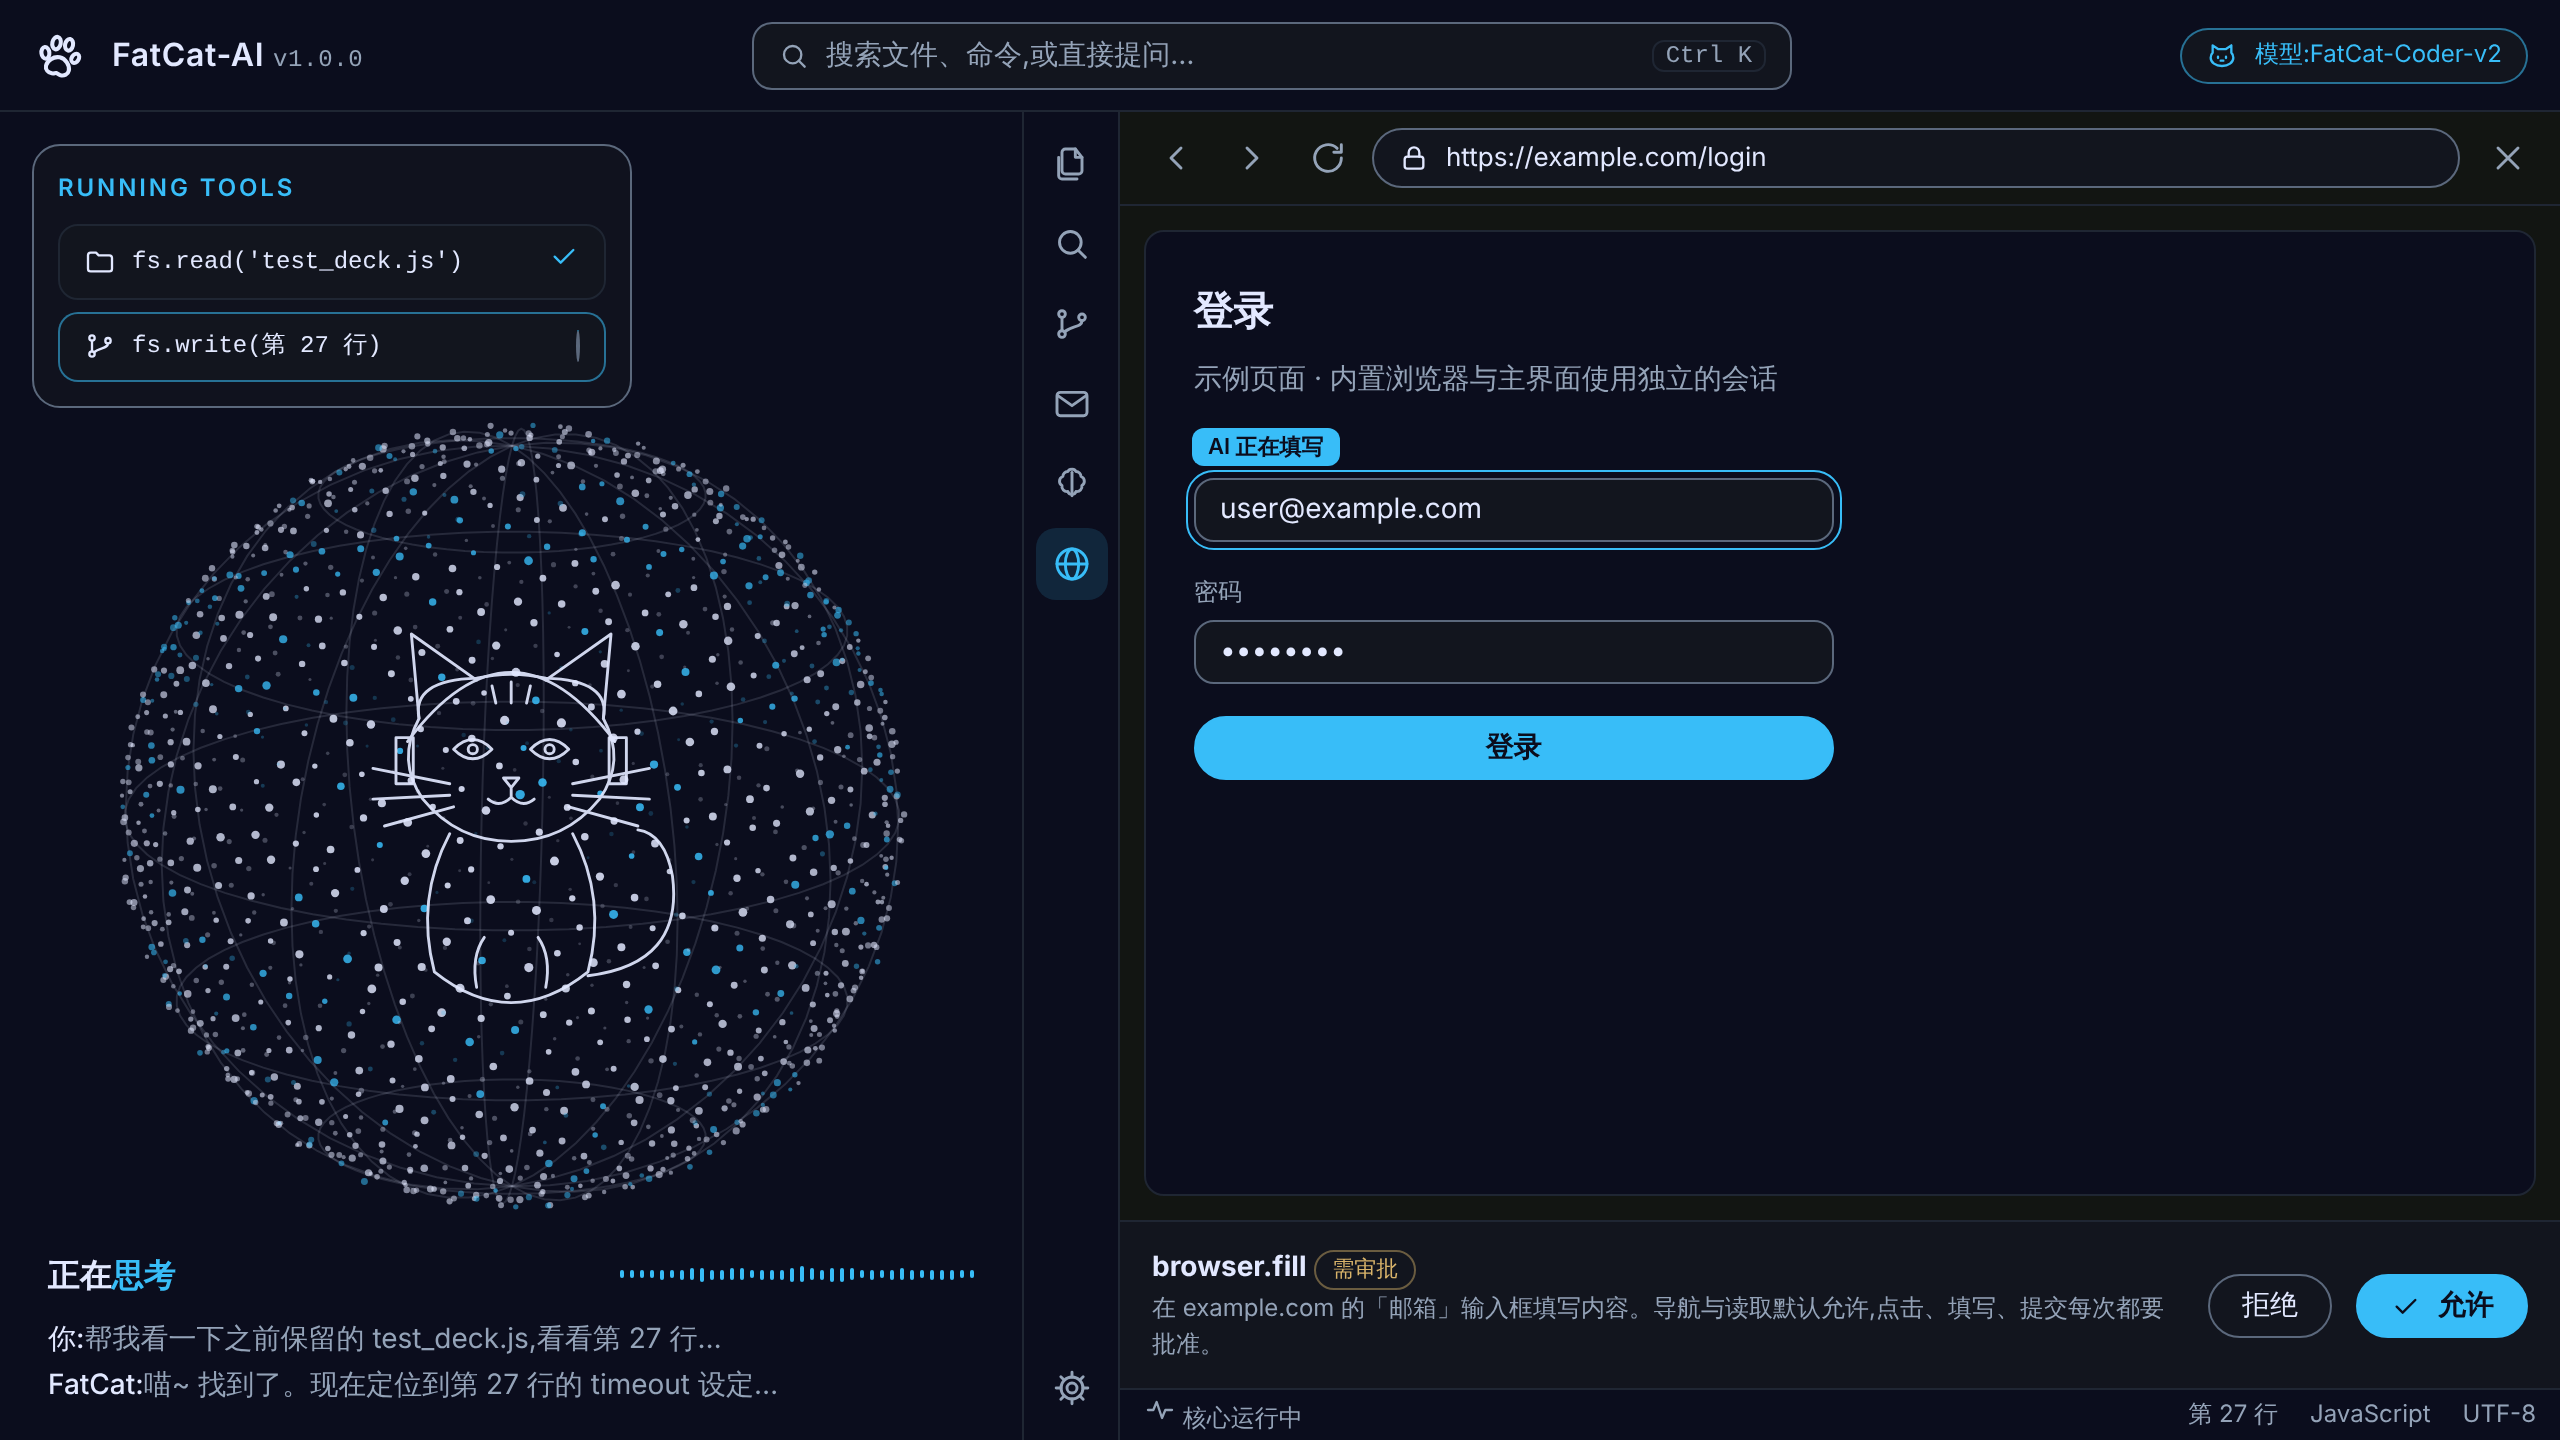 FatCat-AI v1.0.0
搜索文件、命令,或直接提问...
Ctrl K
模型:FatCat-Coder-v2
RUNNING TOOLS
fs.read('test_deck.js')
fs.write(第 27 行)
正在思考
你:帮我看一下之前保留的 test_deck.js,看看第 27 行...
FatCat:喵~ 找到了。现在定位到第 27 行的 timeout 设定...
https://example.com/login
登录
示例页面 · 内置浏览器与主界面使用独立的会话
AI 正在填写
user@example.com
密码
••••••••
登录
browser.fill 需审批
在 example.com 的「邮箱」输入框填写内容。导航与读取默认允许,点击、填写、提交每次都要
批准。
拒绝
允许
核心运行中
第 27 行 JavaScript UTF-8